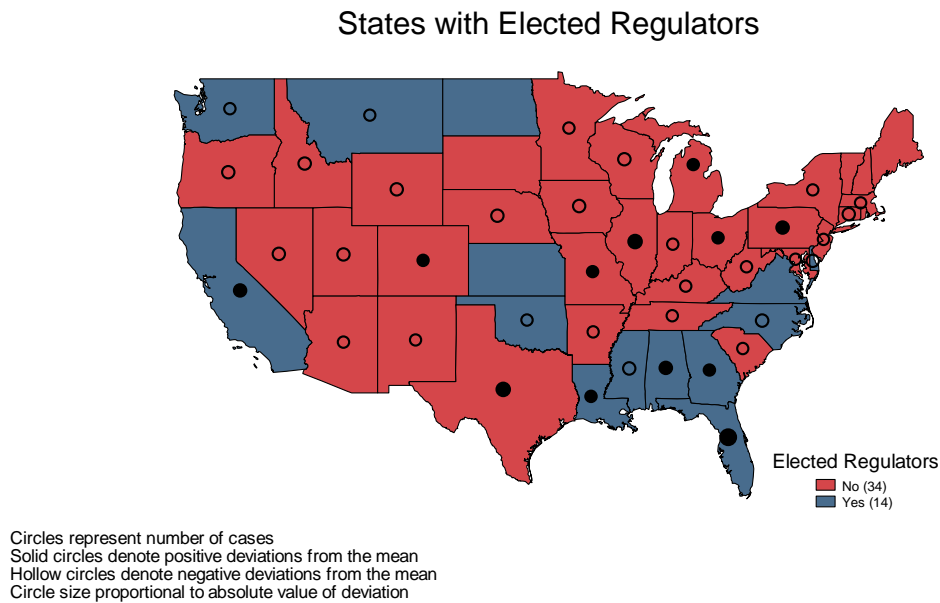 States with Elected Regulators
Elected Regulators
No (34)
Yes (14)
Circles represent number of cases
Solid circles denote positive deviations from the mean
Hollow circles denote negative deviations from the mean
Circle size proportional to absolute value of deviation